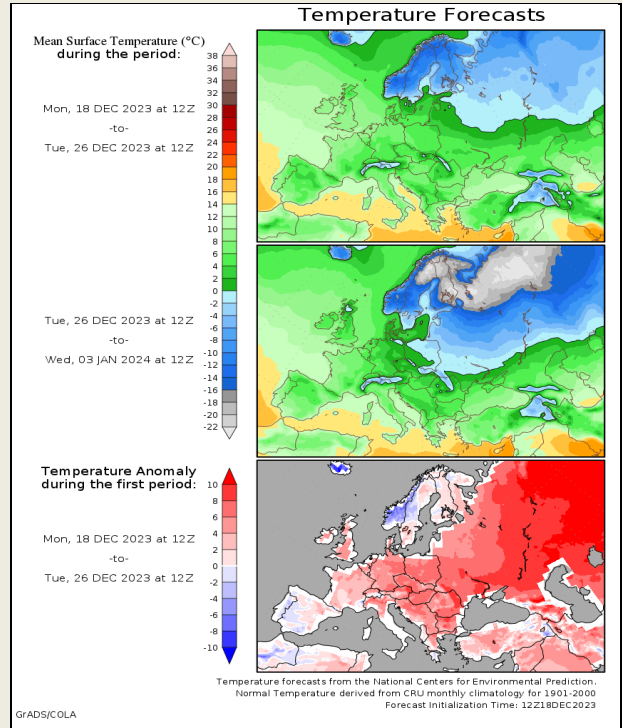 Temperature Forecasts
Mean Surface Temperature (°C)
during the period:
Mon, 18 DEC 2023 at 12Z
-to-
Tue, 26 DEC 2023 at 12Z
38
36
34
32
30
28
26
24
22
20
18
16
14
12
10
8
6
4
2
0
-2
-4
-6
-8
-10
-12
-14
-16
-18
-20
-22
Tue, 26 DEC 2023 at 12Z
-to-
Wed, 03 JAN 2024 at 12Z
Temperature Anomaly
during the first period:
Mon, 18 DEC 2023 at 12Z
-to-
Tue, 26 DEC 2023 at 12Z
10
8
6
4
2
0
-2
-4
-6
-8
-10
Temperature forecasts from the National Centers for Environmental Prediction.
Normal Temperature derived from CRU monthly climatology for 1901-2000
Forecast Initialization Time: 12Z18DEC2023
GrADS/COLA